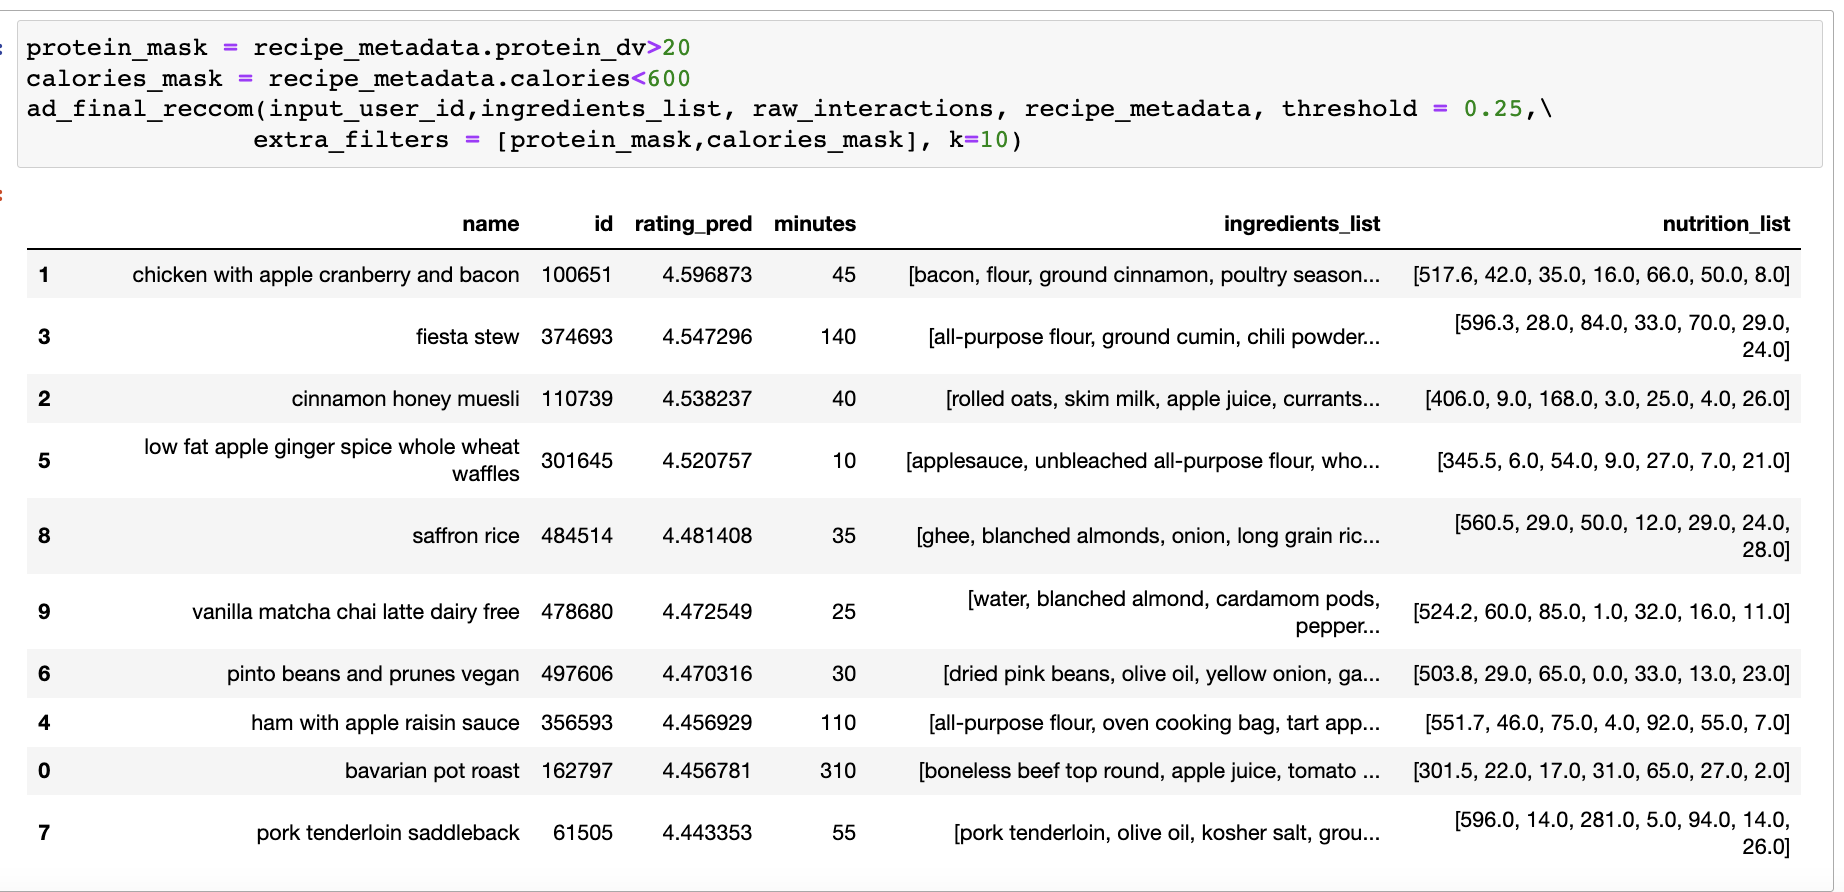 protein_mask = recipe_metadata.protein_dv>20
calories_mask = recipe_metadata.calories<600
ad_final_reccom(input_user_id,ingredients_list, raw_interactions, recipe_metadata, threshold = 0.25,\
extra_filters = [protein_mask,calories_mask], k=10)
name id rating_pred minutes ingredients_list nutrition_list
1 chicken with apple cranberry and bacon 100651 4.596873 45 [bacon, flour, ground cinnamon, poultry season... [517.6, 42.0, 35.0, 16.0, 66.0, 50.0, 8.0]
3 fiesta stew 374693 4.547296 140 [all-purpose flour, ground cumin, chili powder... [596.3, 28.0, 84.0, 33.0, 70.0, 29.0,
24.0]
2 cinnamon honey muesli 110739 4.538237 40 [rolled oats, skim milk, apple juice, currants... [406.0, 9.0, 168.0, 3.0, 25.0, 4.0, 26.0]
5 low fat apple ginger spice whole wheat
waffles 301645 4.520757 10 [applesauce, unbleached all-purpose flour, who... [345.5, 6.0, 54.0, 9.0, 27.0, 7.0, 21.0]
8 saffron rice 484514 4.481408 35 [ghee, blanched almonds, onion, long grain ric... [560.5, 29.0, 50.0, 12.0, 29.0, 24.0,
28.0]
9 vanilla matcha chai latte dairy free 478680 4.472549 25 [water, blanched almond, cardamom pods,
pepper... [524.2, 60.0, 85.0, 1.0, 32.0, 16.0, 11.0]
6 pinto beans and prunes vegan 497606 4.470316 30 [dried pink beans, olive oil, yellow onion, ga... [503.8, 29.0, 65.0, 0.0, 33.0, 13.0, 23.0]
4 ham with apple raisin sauce 356593 4.456929 110 [all-purpose flour, oven cooking bag, tart app... [551.7, 46.0, 75.0, 4.0, 92.0, 55.0, 7.0]
0 bavarian pot roast 162797 4.456781 310 [boneless beef top round, apple juice, tomato ... [301.5, 22.0, 17.0, 31.0, 65.0, 27.0, 2.0]
7 pork tenderloin saddleback 61505 4.443353 55 [pork tenderloin, olive oil, kosher salt, grou... [596.0, 14.0, 281.0, 5.0, 94.0, 14.0,
26.0]